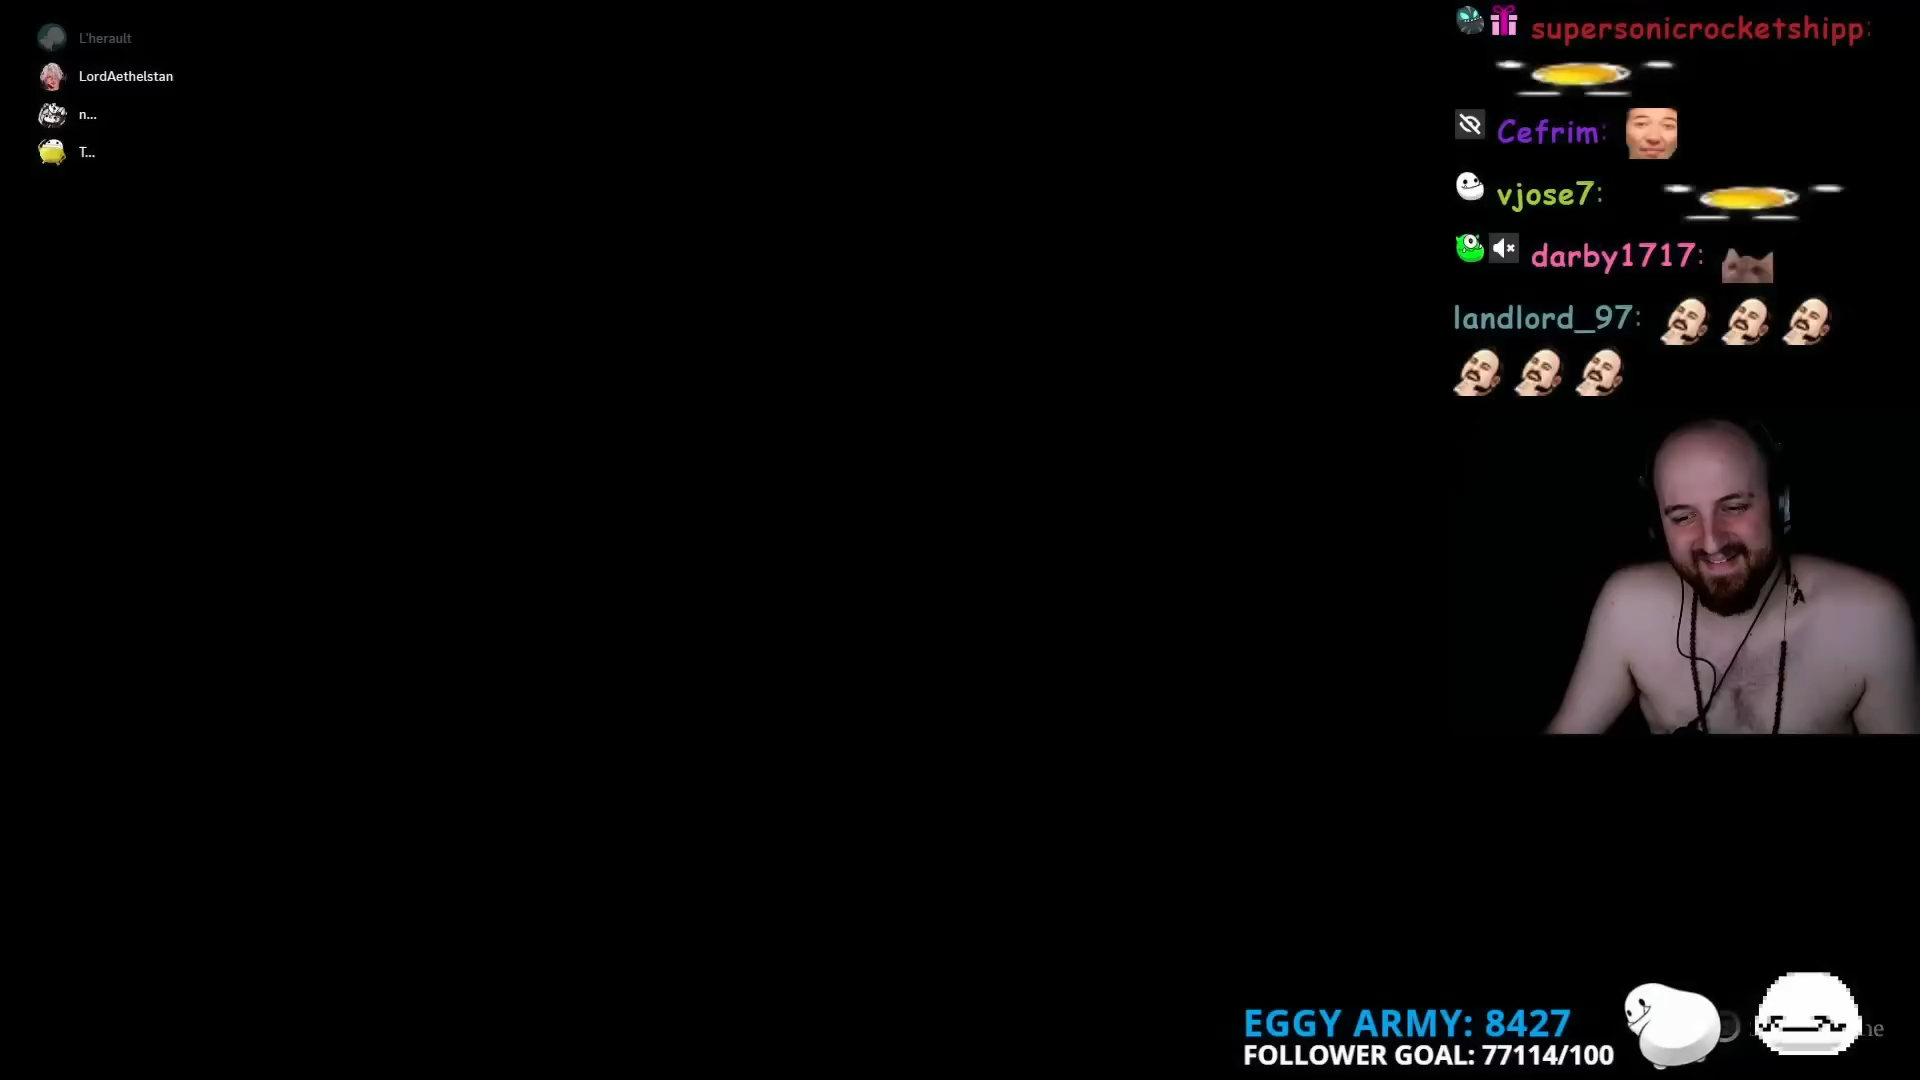 L'herault
LordAethelstan
n...
T...
supersonicrocketshipp:
Cefrim:
vjose7:
darby1717:
landlord_97:
EGGY ARMY: 8427
FOLLOWER GOAL: 77114/100